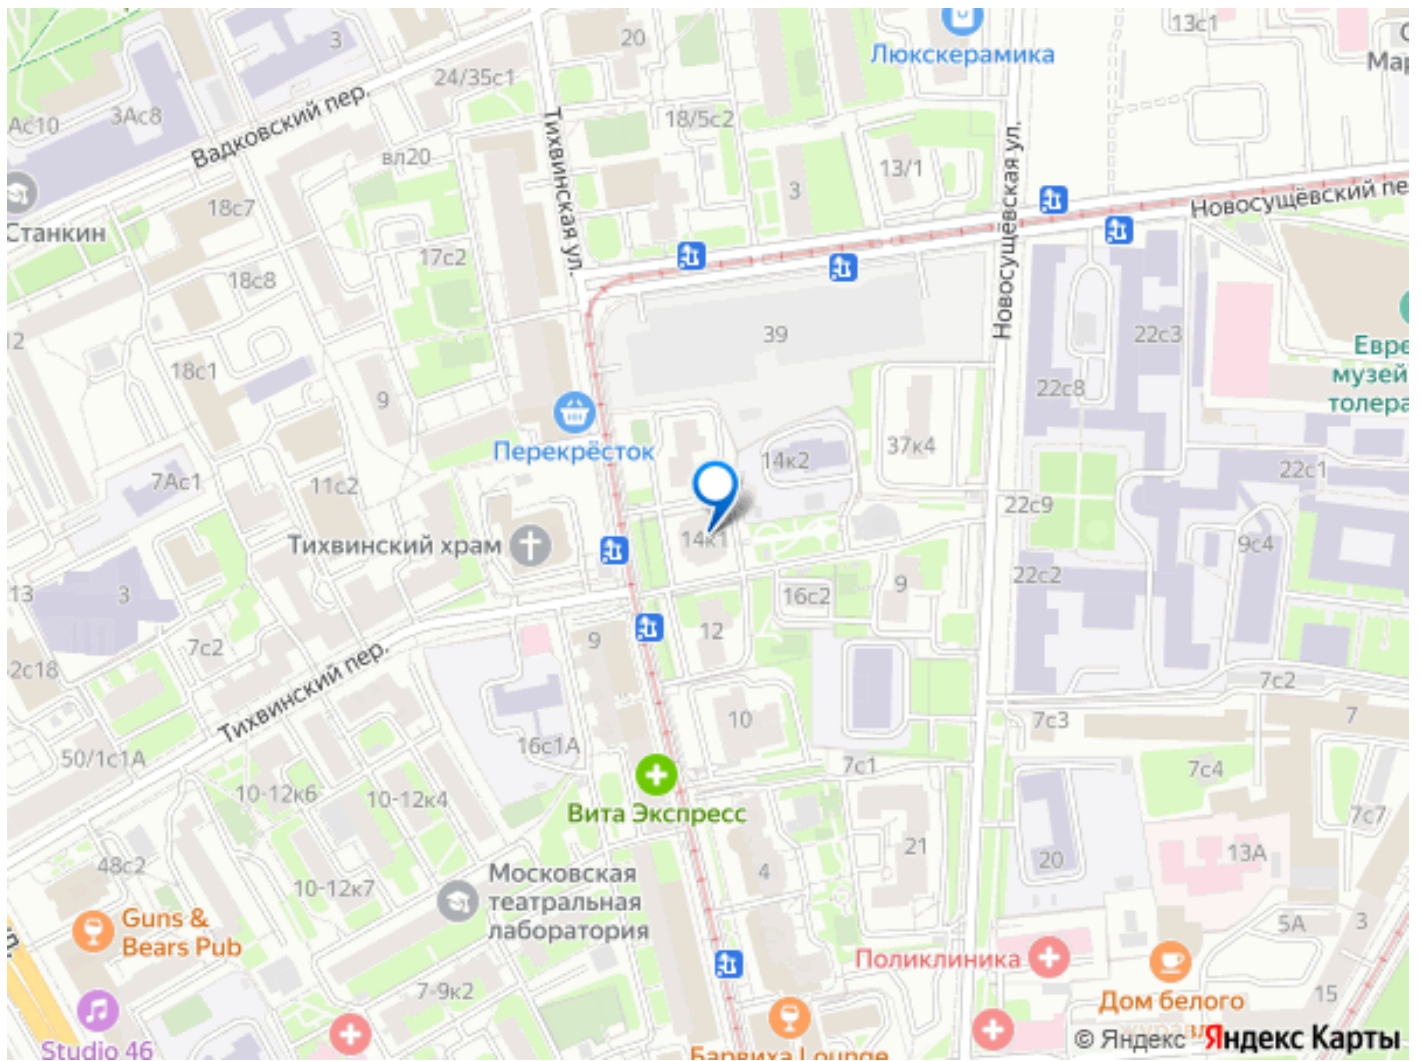 13с1
20
3
Люкскерамика
Мар
24/35с1
3Ас8
Ас10
18/5с2
Вадковский пер.
вл20
Тихвинская ул.
13/1
3
Новосущёвская ул.
Новосущёвский пе
18с7
Станкин
17с2
18с8
39
22с3
12
Евре
музей
толера
18с1
22с8
9
Перекрёсток
37к4
14к2
22с1
7Ас1
11с2
22с9
14к1
Тихвинский храм
9с4
22с2
13
3
9
16с2
12
9
7с2
2с18
Тихвинский пер.
7с2
10
7с3
7
16с1А
50/1с1А
7с1
7с4
10-12к6
10-12к4
Вита Экспресс
7с7
21
13А
20
48с2
4
10-12к7
Московская
театральная
лаборатория
Guns &
Bears Pub
5А
3
Поликлиника
7-9к2
15
Дом белого
журавл
Studio 46
Барвиха Lounge
© Яндекс Яндекс Карты